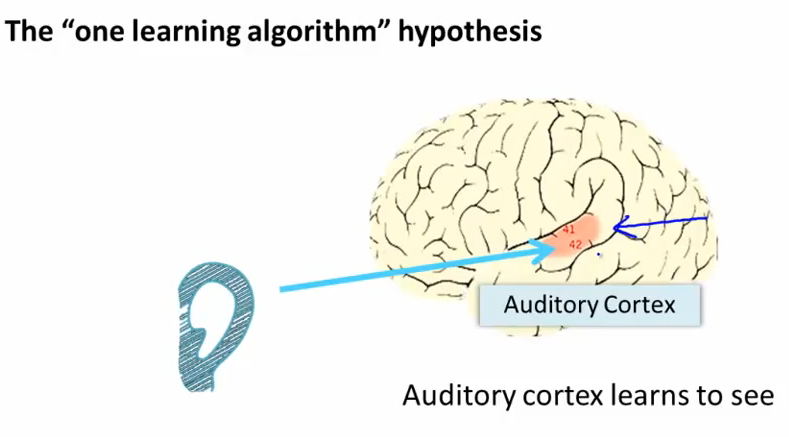 The “one learning algorithm” hypothesis
41
42
Auditory Cortex
Auditory cortex learns to see